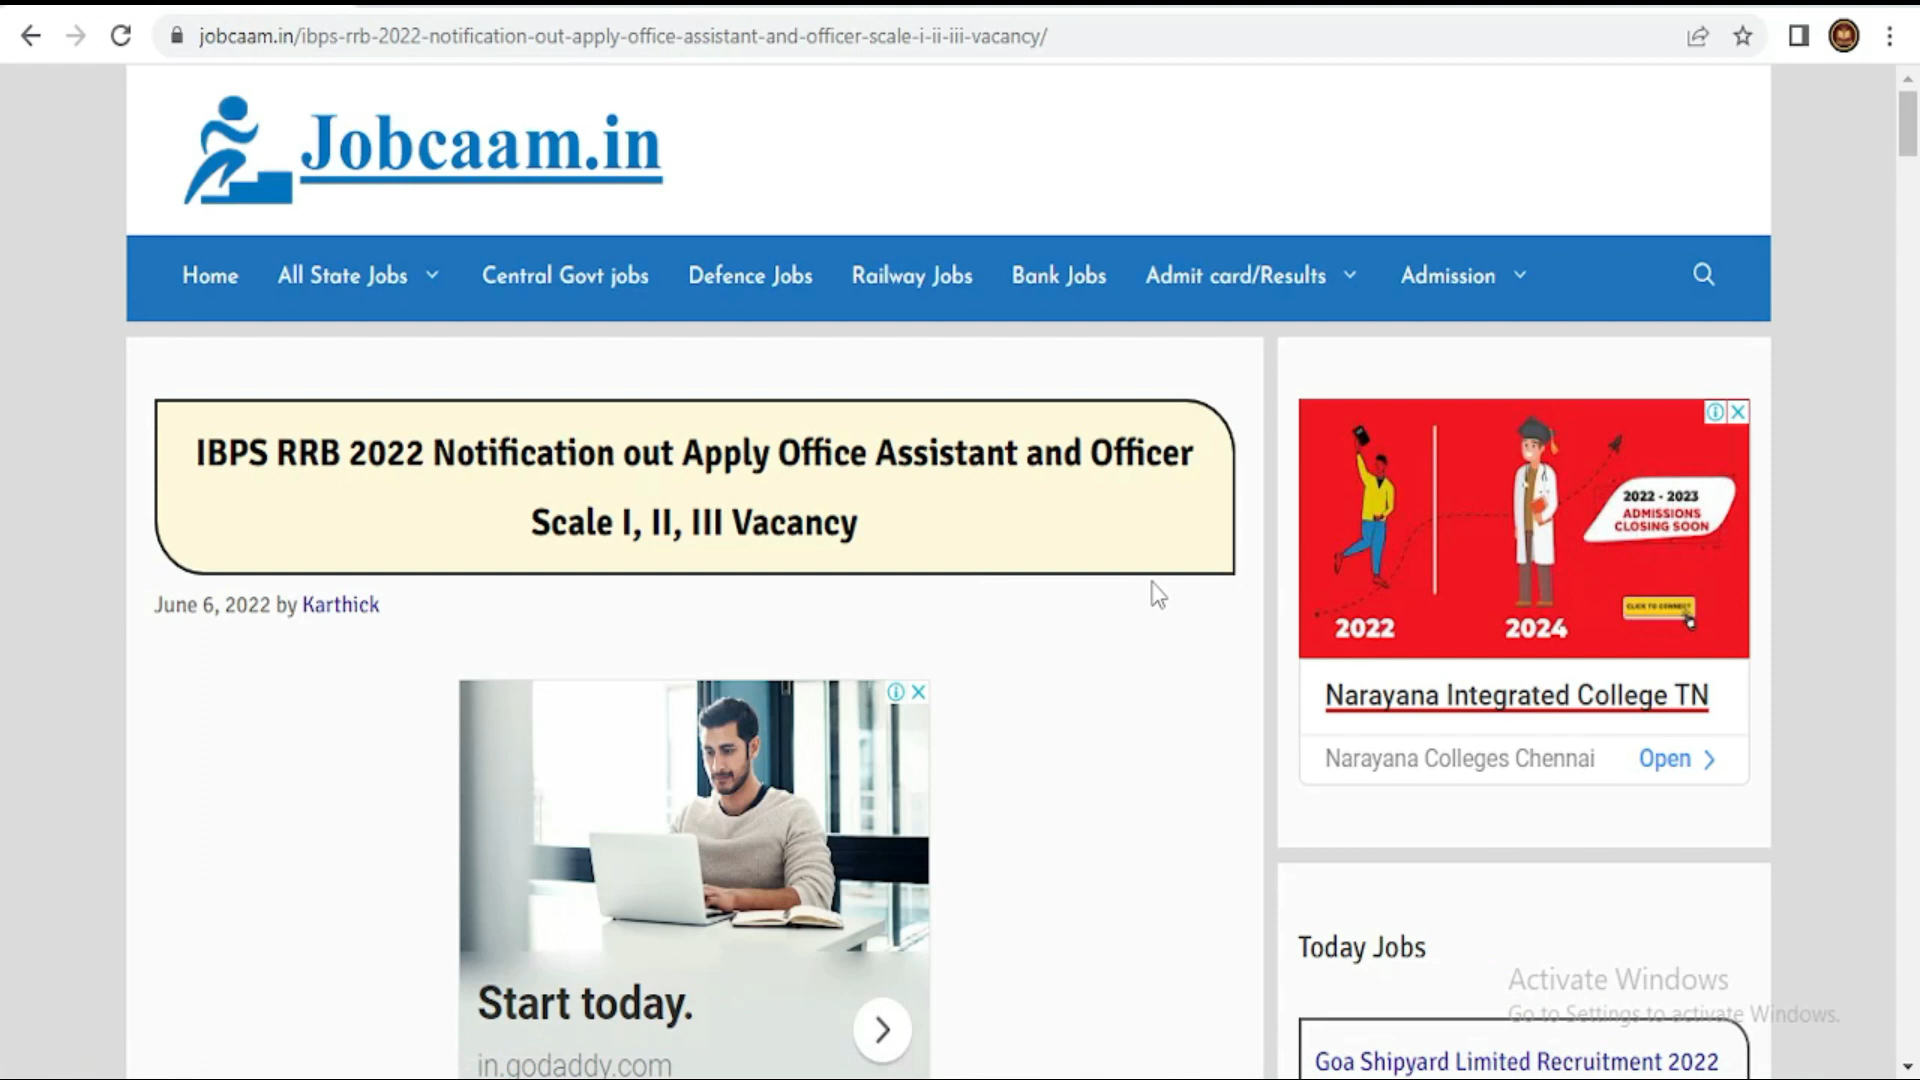 jobcaam.in/ibps-rrb-2022-notification-out-apply-office-assistant-and-officer-scale-i-ii-iii-vacancy/
Jobcaam.in
Home All State Jobs Central Govt jobs Defence Jobs Railway Jobs Bank Jobs Admit card/Results Admission
IBPS RRB 2022 Notification out Apply Office Assistant and Officer
Scale I, II, III Vacancy
June 6, 2022 by Karthick
Start today.
in.godaddy.com
2022 - 2023
ADMISSIONS
CLOSING SOON
CLICK TO CONNECT
2022 2024
Narayana Integrated College TN
Narayana Colleges Chennai Open
Today Jobs
Activate Windows
Go to Settings to activate Windows.
Goa Shipyard Limited Recruitment 2022